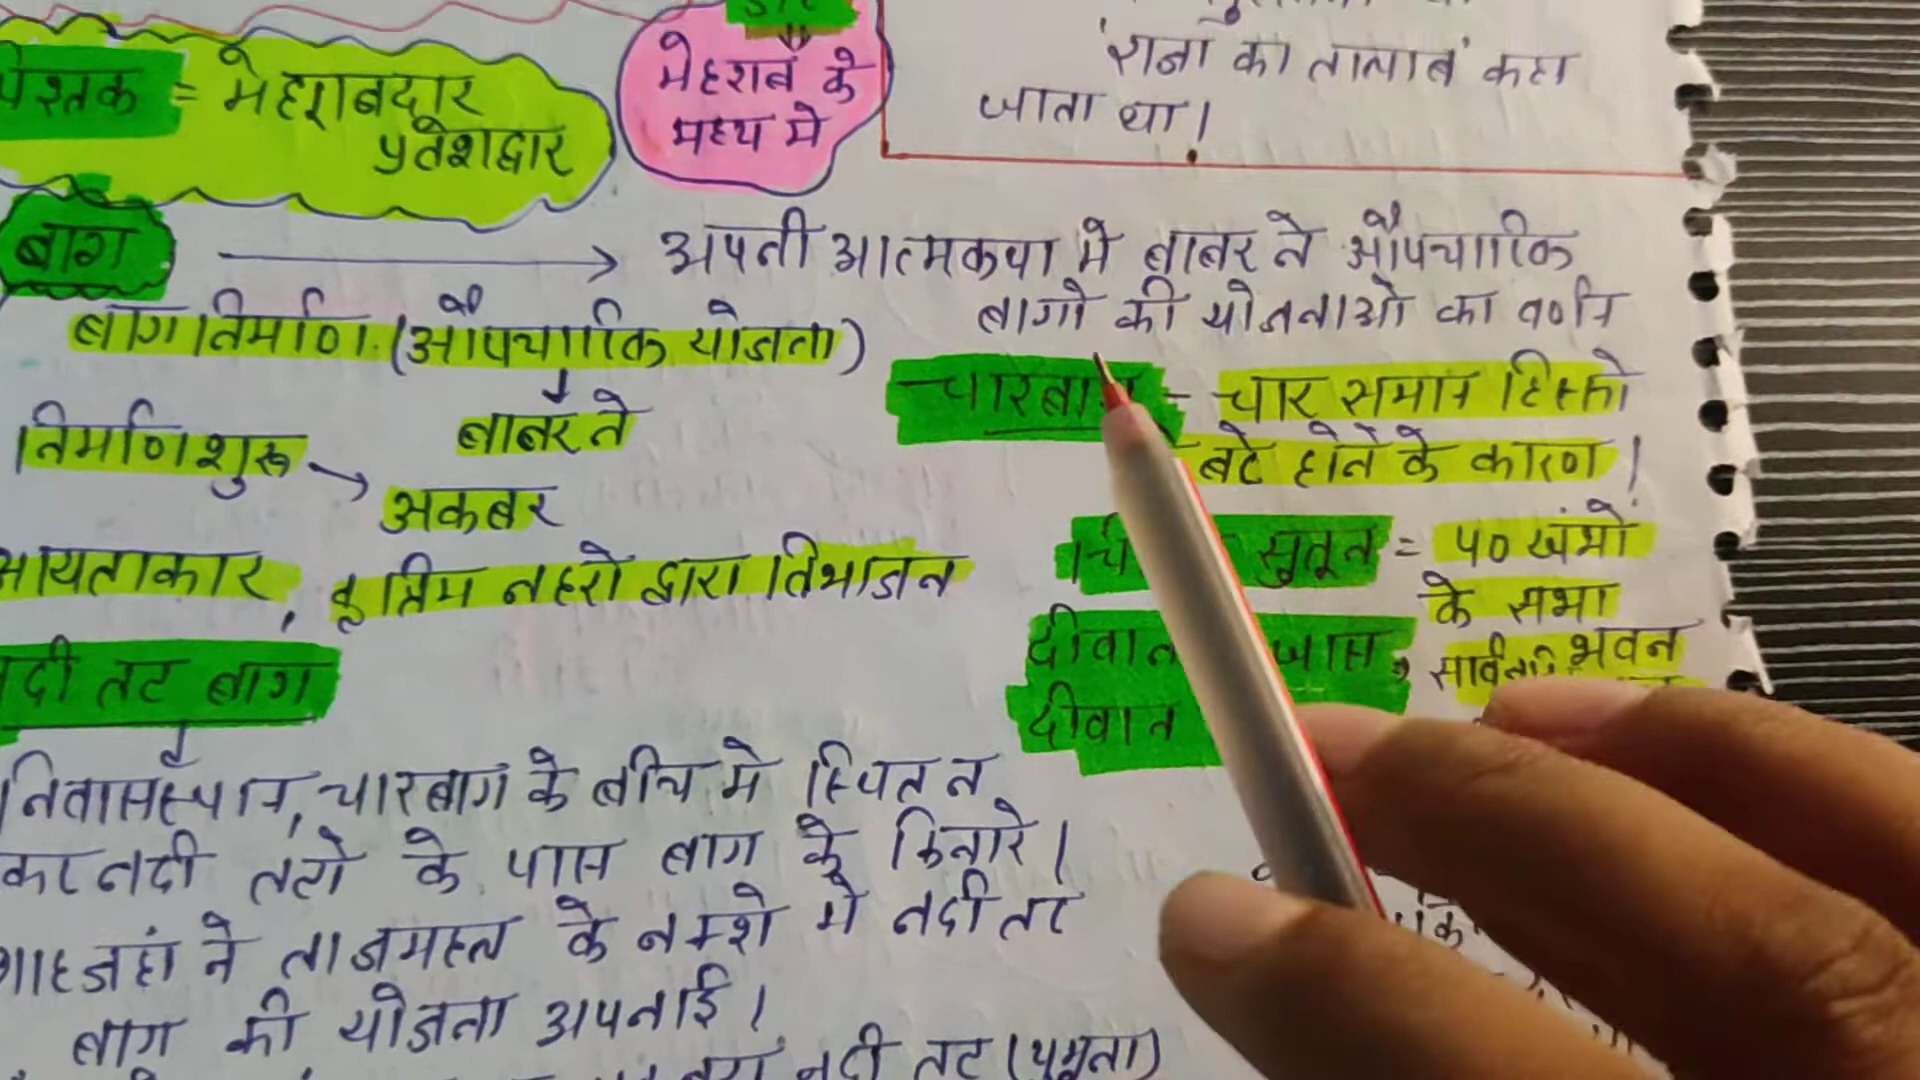 पेश्तक = मेहराबदार
प्रवेशद्वार
मेहराब के
मध्य मे
'राजा का तालाब' कहा
जाता था।
बाग → अपनी आत्मकथा मे बाबर ने औपचारिक
बागो की योजनाओ का वर्णन
बाग निर्माण (औपचारिक योजना)
बाबर ने
चारबाग - चार समान हिस्सो
बटे होने के कारण।
निर्माण शुरू → अकबर
आयताकार, कृत्रिम नहरो द्वारा विभाजन
सुतून = 40 खंभो
के सभा
भवन
दीवान
दीवान
नदी तट बाग
निवासस्थान, चारबाग के बीच मे स्थित न
कर नदी तटो के पास बाग के किनारे।
शाहजहां ने ताजमहल के नक्शे मे नदी तट
बाग की योजना अपनाई।
नदी तट (यमुना)